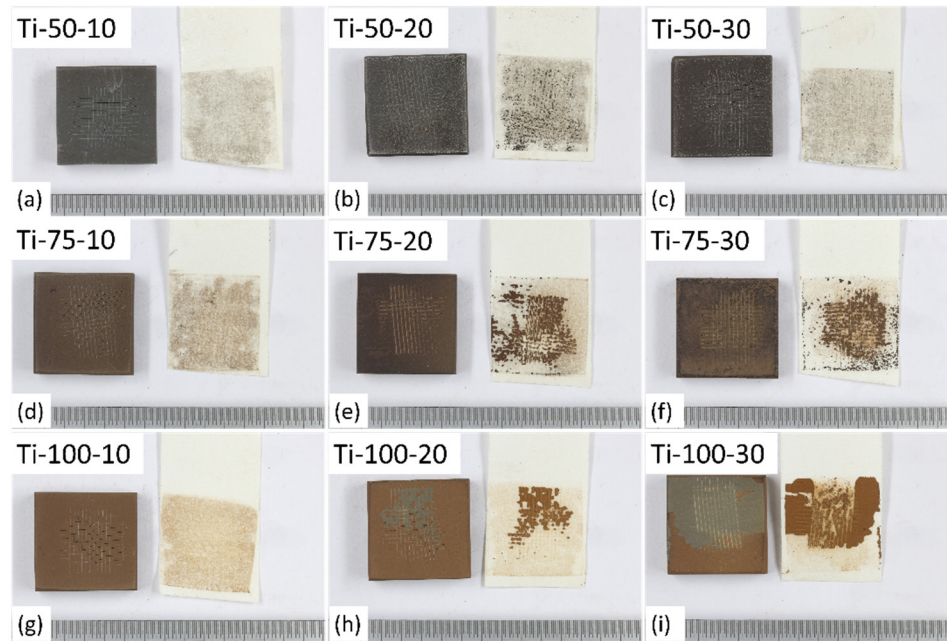 Ti-50-10
Ti-50-20
Ti-50-30
(a)
(b)
(c)
Ti-75-10
Ti-75-20
Ti-75-30
(d)
(e)
(f)
Ti-100-10
Ti-100-20
Ti-100-30
(g)
(h)
(i)